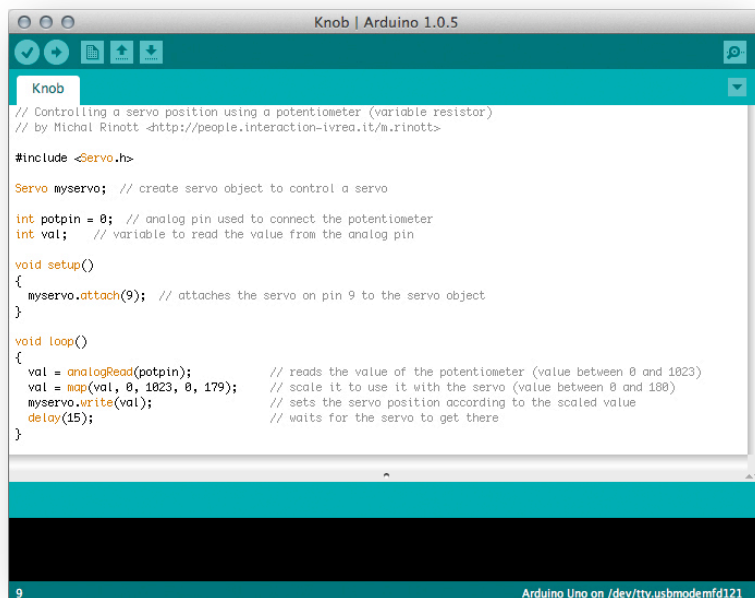 Knob | Arduino 1.0.5
Knob
// Controlling a servo position using a potentiometer (variable resistor)
// by Michal Rinott <http://people.interaction-ivrea.it/m.rinott>
#include <Servo.h>
Servo myservo;  // create servo object to control a servo
int potpin = 0;  // analog pin used to connect the potentiometer
int val;    // variable to read the value from the analog pin
void setup()
{
  myservo.attach(9);  // attaches the servo on pin 9 to the servo object
}
void loop()
{
  val = analogRead(potpin);            // reads the value of the potentiometer (value between 0 and 1023)
  val = map(val, 0, 1023, 0, 179);     // scale it to use it with the servo (value between 0 and 180)
  myservo.write(val);                  // sets the servo position according to the scaled value
  delay(15);                           // waits for the servo to get there
}
9 Arduino Uno on /dev/tty.usbmodemfd121